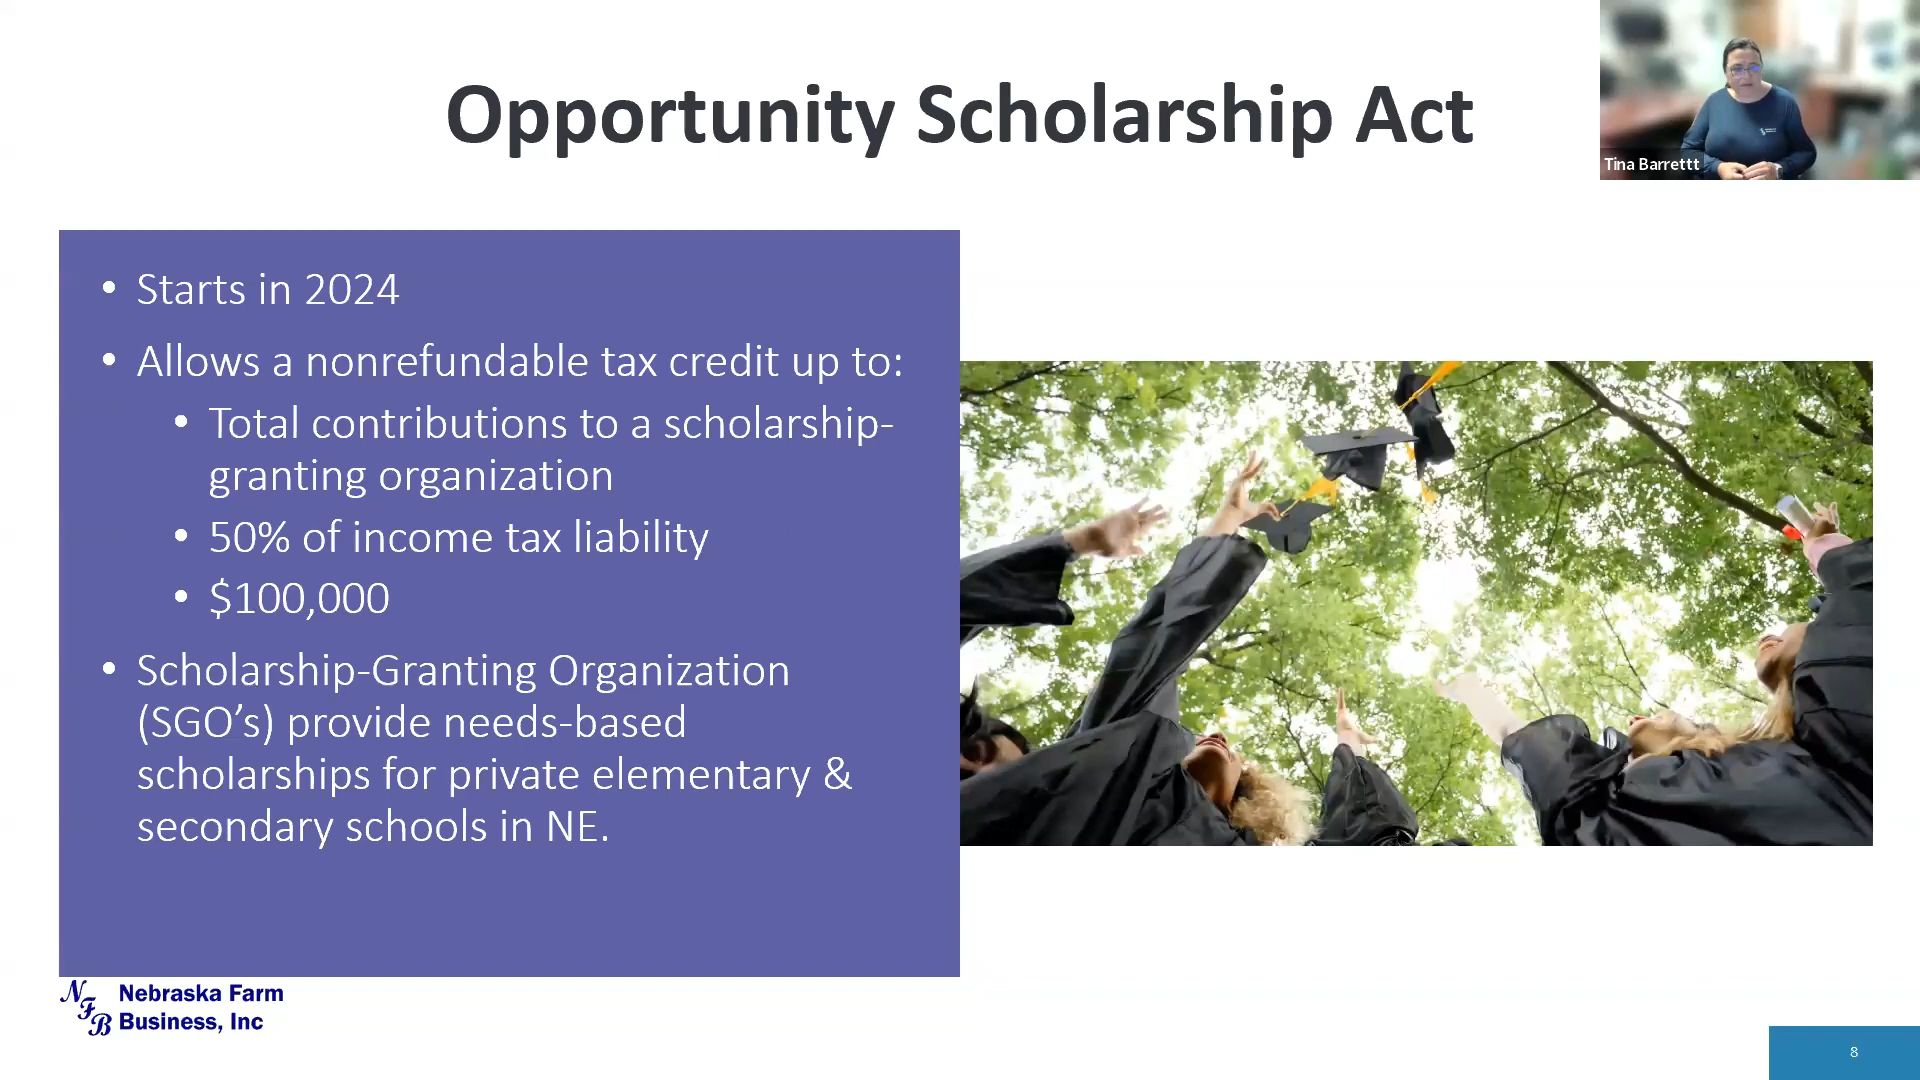 Opportunity Scholarship Act
Tina Barrettt
• Starts in 2024
• Allows a nonrefundable tax credit up to:
• Total contributions to a scholarship-
granting organization
• 50% of income tax liability
• $100,000
• Scholarship-Granting Organization
(SGO’s) provide needs-based
scholarships for private elementary &
secondary schools in NE.
NFB
Nebraska Farm
Business, Inc
8